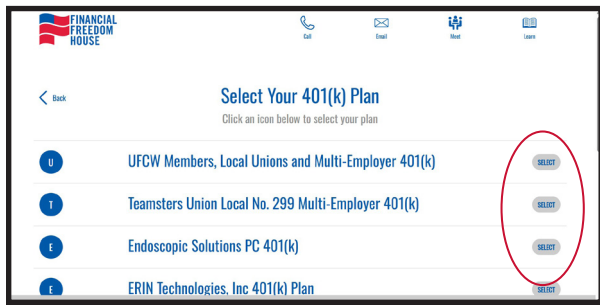 FINANCIAL
FREEDOM
HOUSE
Call
Email
Meet
Learn
Back
Select Your 401(k) Plan
Click an icon below to select your plan
U
UFCW Members, Local Unions and Multi-Employer 401(k)
SELECT
T
Teamsters Union Local No. 299 Multi-Employer 401(k)
SELECT
E
Endoscopic Solutions PC 401(k)
SELECT
E
ERIN Technologies, Inc 401(k) Plan
SELECT